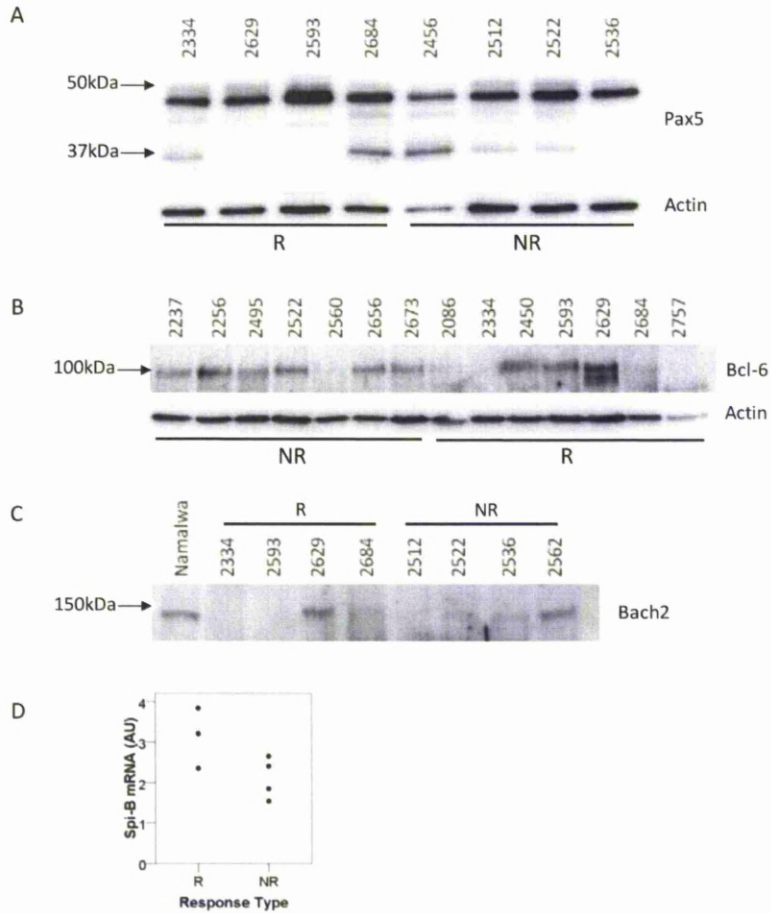 A
2334 2629 2593 2684 2456 2512 2522 2536
50kDa
Pax5
37kDa
Actin
R NR
B
2237 2256 2495 2522 2560 2656 2673 2086 2334 2450 2593 2629 2684 2757
100kDa
Bcl-6
Actin
NR R
C
R NR
Namalwa 2334 2593 2629 2684 2512 2522 2536 2562
150kDa
Bach2
D
Spi-B mRNA (AU)
4
3
2
1
0
R NR
Response Type